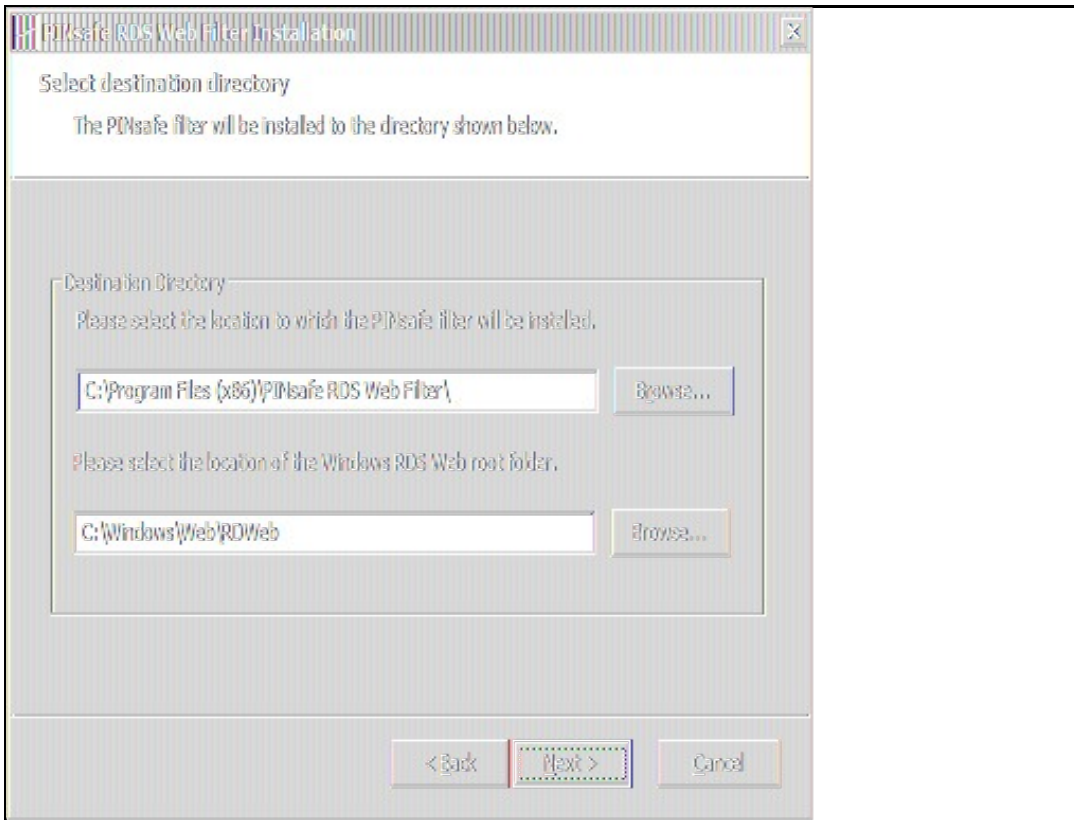 PINsafe RDS Web Filter Installation
Select destination directory
The PINsafe filter will be installed to the directory shown below.
Destination Directory
Please select the location to which the PINsafe filter will be installed.
C:\Program Files (x86)\PINsafe RDS Web Filter\
Browse...
Please select the location of the Windows RDS Web root folder.
C:\Windows\Web\RDWeb
Browse...
< Back
Next >
Cancel